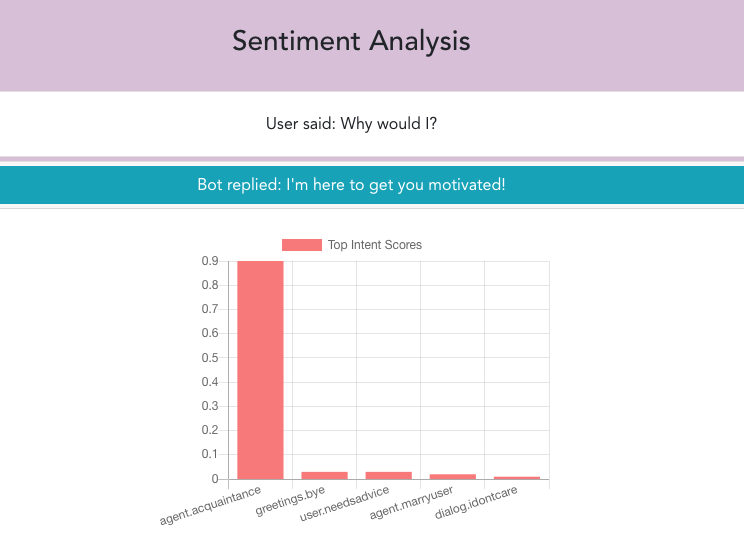 Sentiment Analysis
User said: Why would I?
Bot replied: I'm here to get you motivated!
Top Intent Scores
0.9
0.8
0.7
0.6
0.5
0.4
0.3
0.2
0.1
0
agent.acquaintance
greetings.bye
user.needsadvice
agent.marryuser
dialog.idontcare